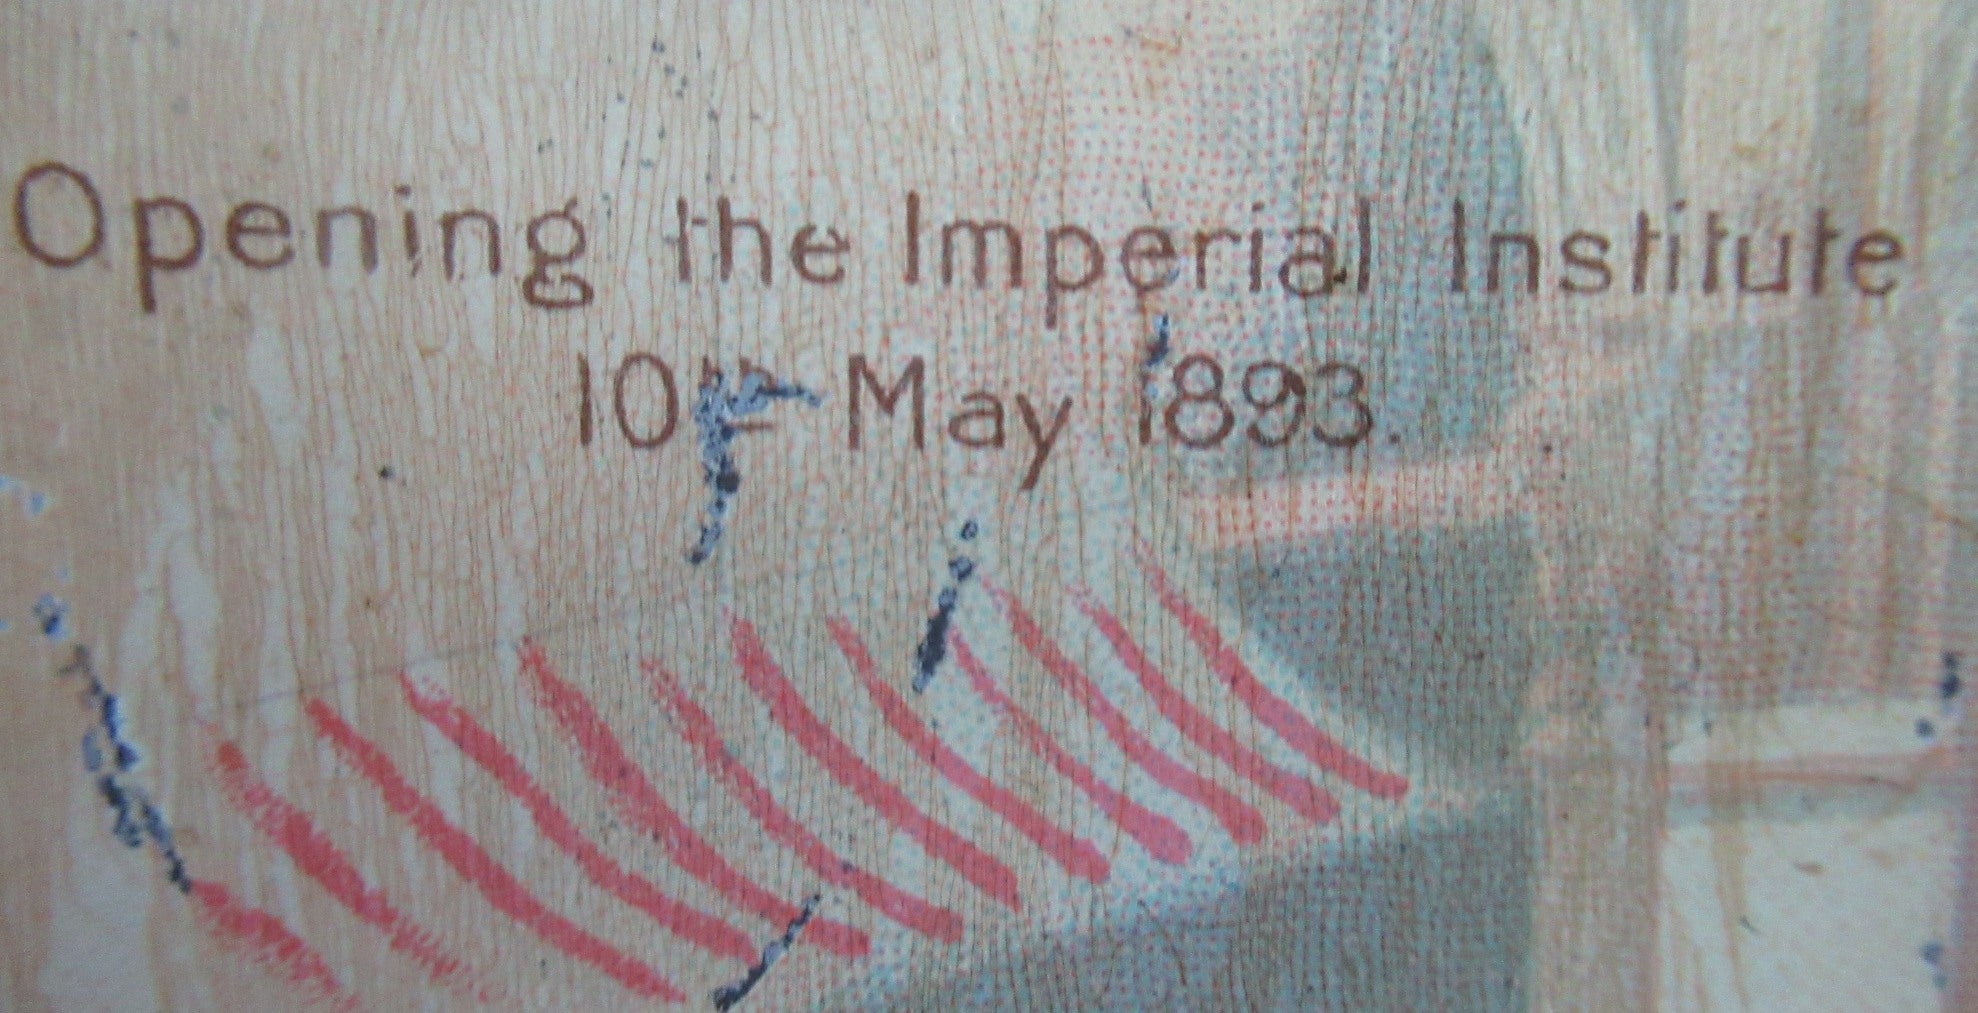 Opening the Imperial Institute
10th May 1893.